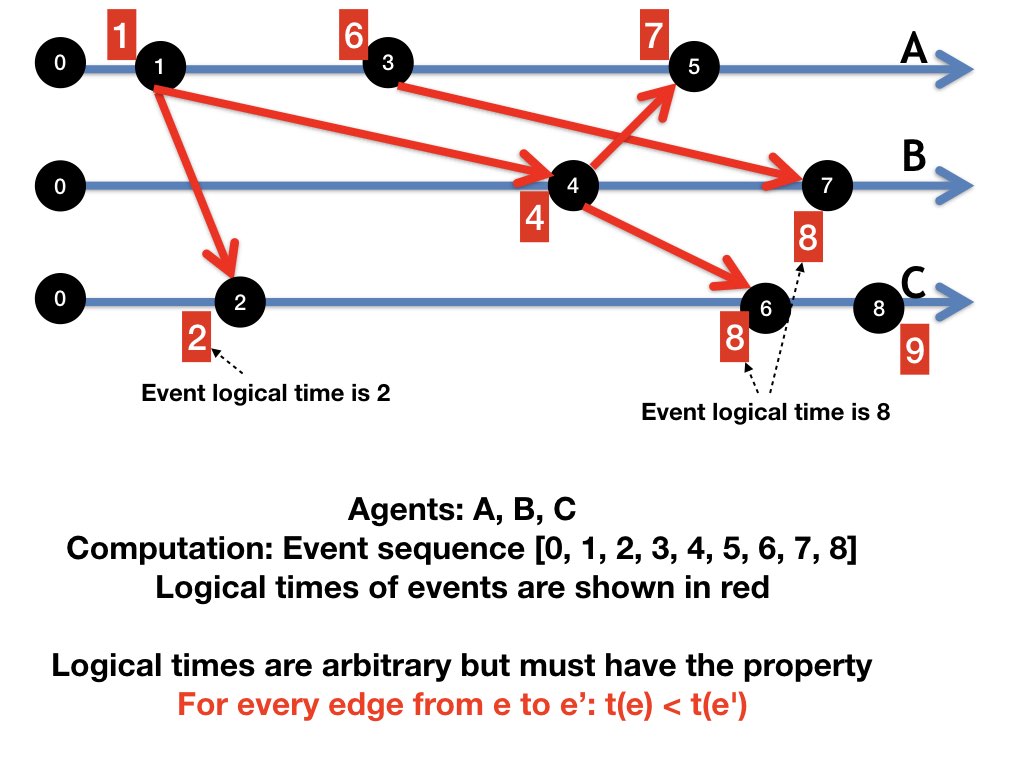 1 6 7
0 1 3 5 A
0 4 7 B
4 8
0 2 6 8 C
2 8 9
Event logical time is 2
Event logical time is 8
Agents: A, B, C
Computation: Event sequence [0, 1, 2, 3, 4, 5, 6, 7, 8]
Logical times of events are shown in red
Logical times are arbitrary but must have the property
For every edge from e to e’: t(e) < t(e')